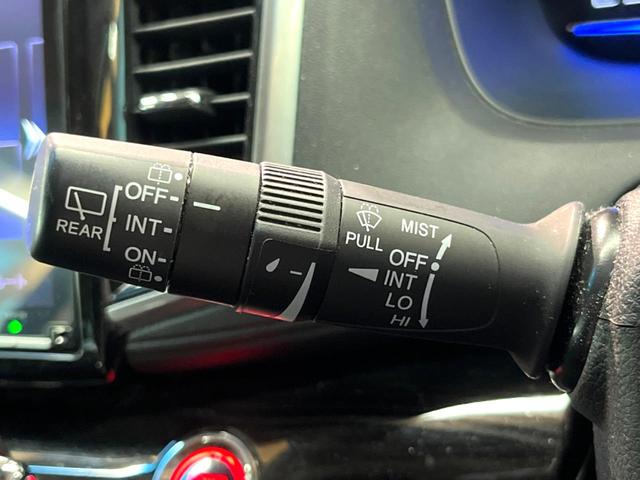 REAR
OFF
INT
ON
PULL
MIST
OFF
INT
LO
HI